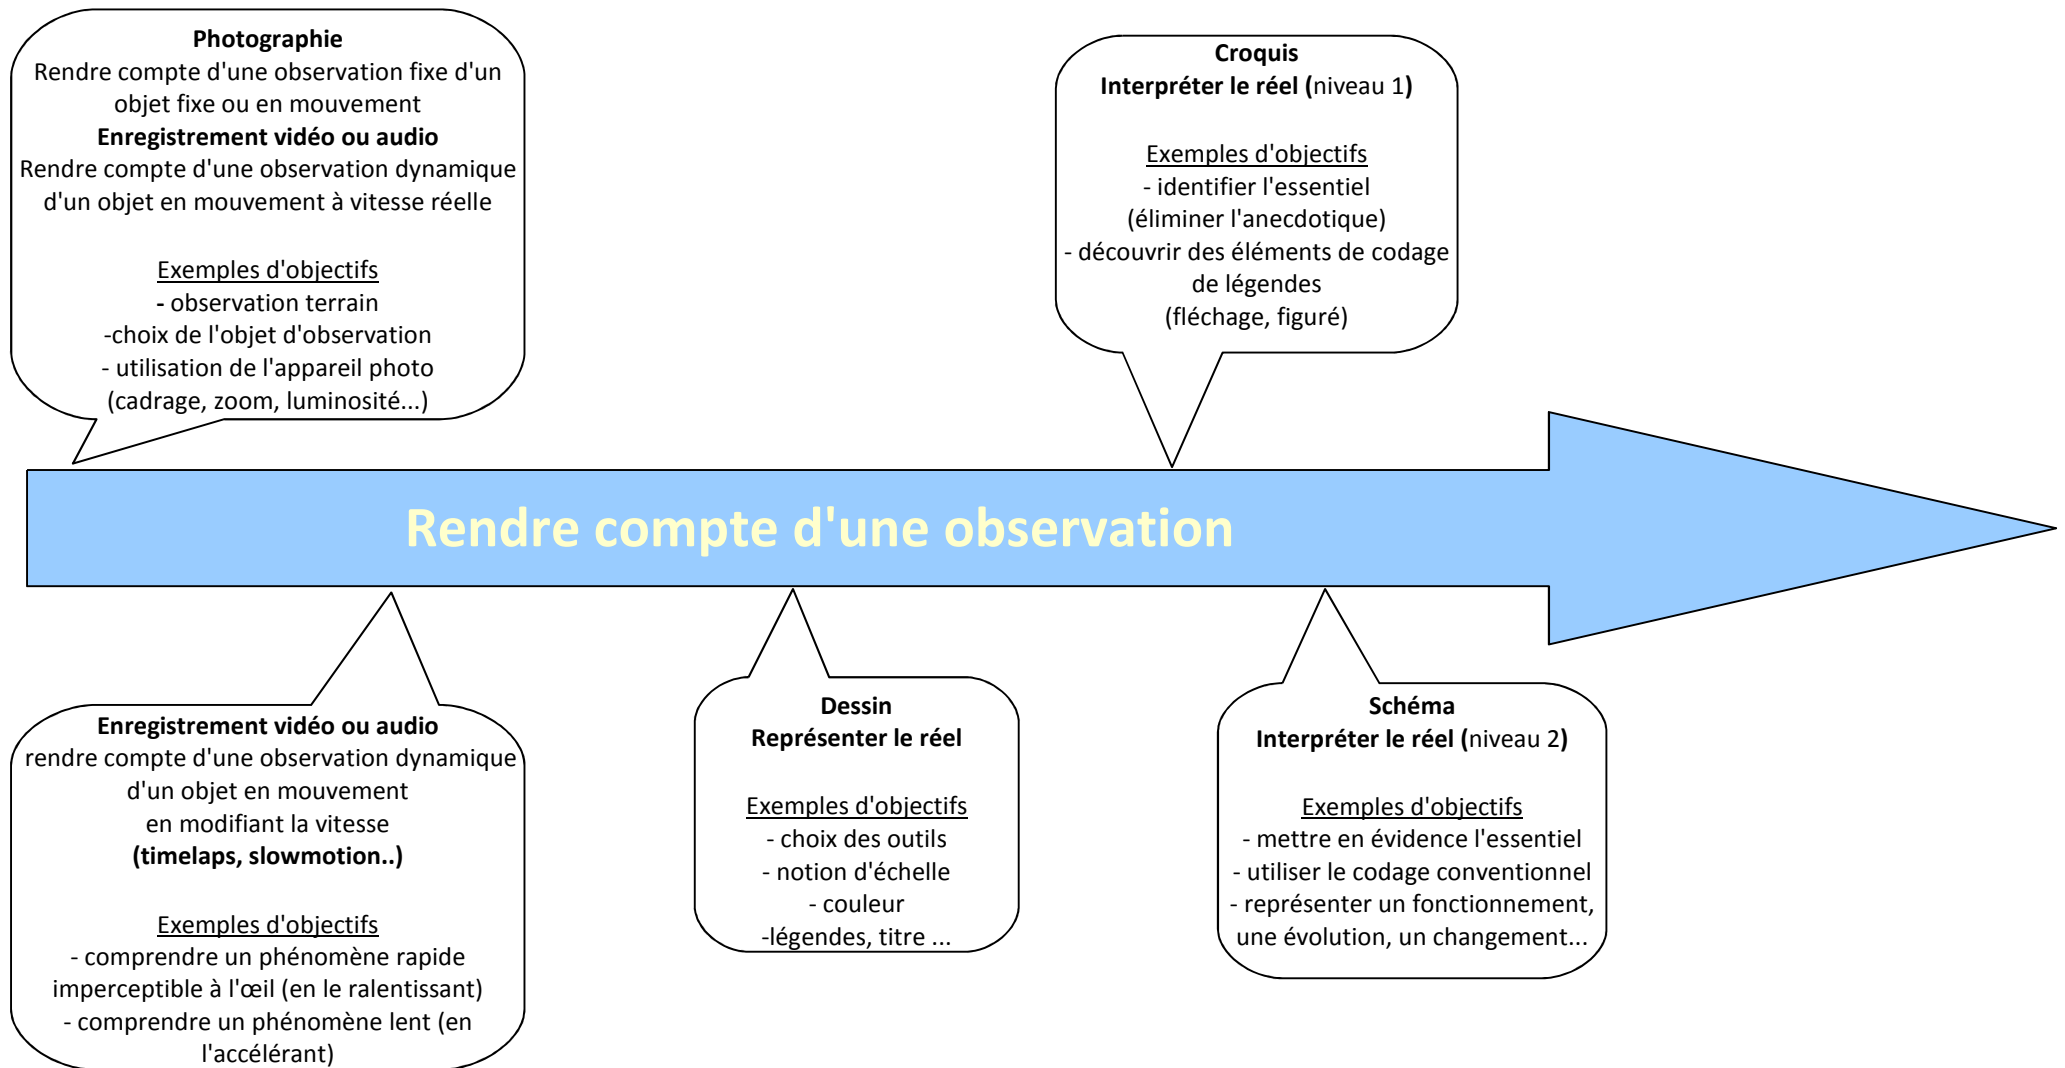 Photographie
Rendre compte d'une observation fixe d'un
objet fixe ou en mouvement
Enregistrement vidéo ou audio
Rendre compte d'une observation dynamique
d'un objet en mouvement à vitesse réelle
Exemples d'objectifs
- observation terrain
-choix de l'objet d'observation
- utilisation de l'appareil photo
(cadrage, zoom, luminosité...)
Croquis
Interpréter le réel (niveau 1)
Exemples d'objectifs
- identifier l'essentiel
(éliminer l'anecdotique)
- découvrir des éléments de codage
de légendes
(fléchage, figuré)
Rendre compte d'une observation
Enregistrement vidéo ou audio
rendre compte d'une observation dynamique
d'un objet en mouvement
en modifiant la vitesse
(timelaps, slowmotion..)
Exemples d'objectifs
- comprendre un phénomène rapide
imperceptible à l'œil (en le ralentissant)
- comprendre un phénomène lent (en
l'accélérant)
Dessin
Représenter le réel
Exemples d'objectifs
- choix des outils
- notion d'échelle
- couleur
-légendes, titre ...
Schéma
Interpréter le réel (niveau 2)
Exemples d'objectifs
- mettre en évidence l'essentiel
- utiliser le codage conventionnel
- représenter un fonctionnement,
une évolution, un changement...